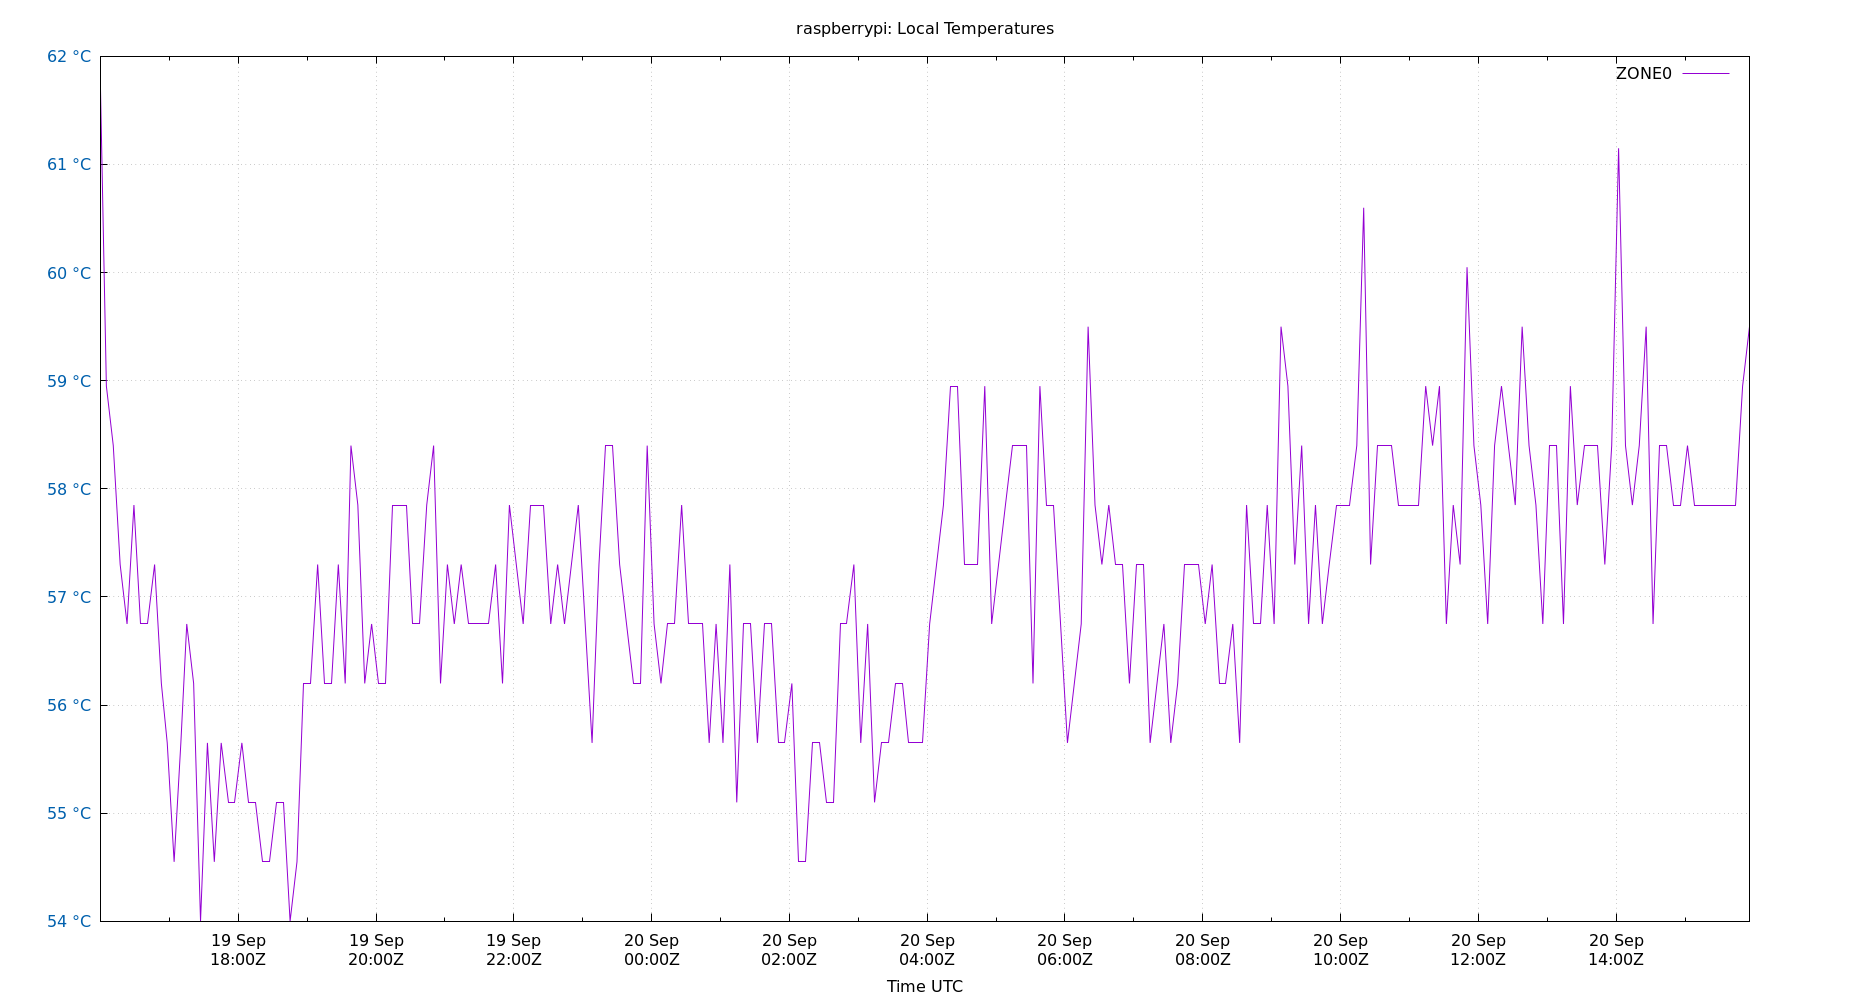 raspberrypi: Local Temperatures
62 °C
ZONE0
61 °C
60 °C
59 °C
58 °C
57 °C
56 °C
55 °C
54 °C
19 Sep 19 Sep 19 Sep 20 Sep 20 Sep 20 Sep 20 Sep 20 Sep 20 Sep 20 Sep 20 Sep
18:00Z 20:00Z 22:00Z 00:00Z 02:00Z 04:00Z 06:00Z 08:00Z 10:00Z 12:00Z 14:00Z
Time UTC